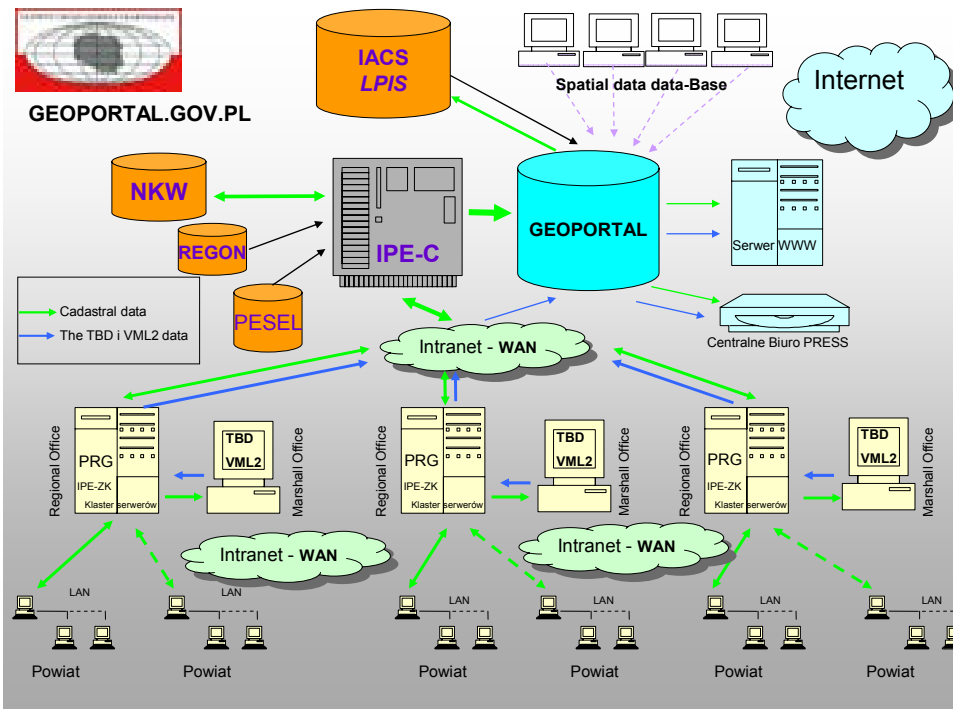 GEOPORTAL.GOV.PL
IACS
LPIS
Spatial data data-Base
Internet
NKW
REGON
PESEL
IPE-C
GEOPORTAL
Serwer WWW
Centralne Biuro PRESS
Cadastral data
The TBD i VML2 data
Intranet - WAN
Regional Office
PRG
IPE-ZK
Klaster serwerów
TBD
VML2
Marshall Office
Regional Office
PRG
IPE-ZK
Klaster serwerów
TBD
VML2
Marshall Office
Regional Office
PRG
IPE-ZK
Klaster serwerów
TBD
VML2
Marshall Office
Intranet - WAN
Intranet - WAN
LAN
LAN
LAN
LAN
LAN
LAN
Powiat
Powiat
Powiat
Powiat
Powiat
Powiat